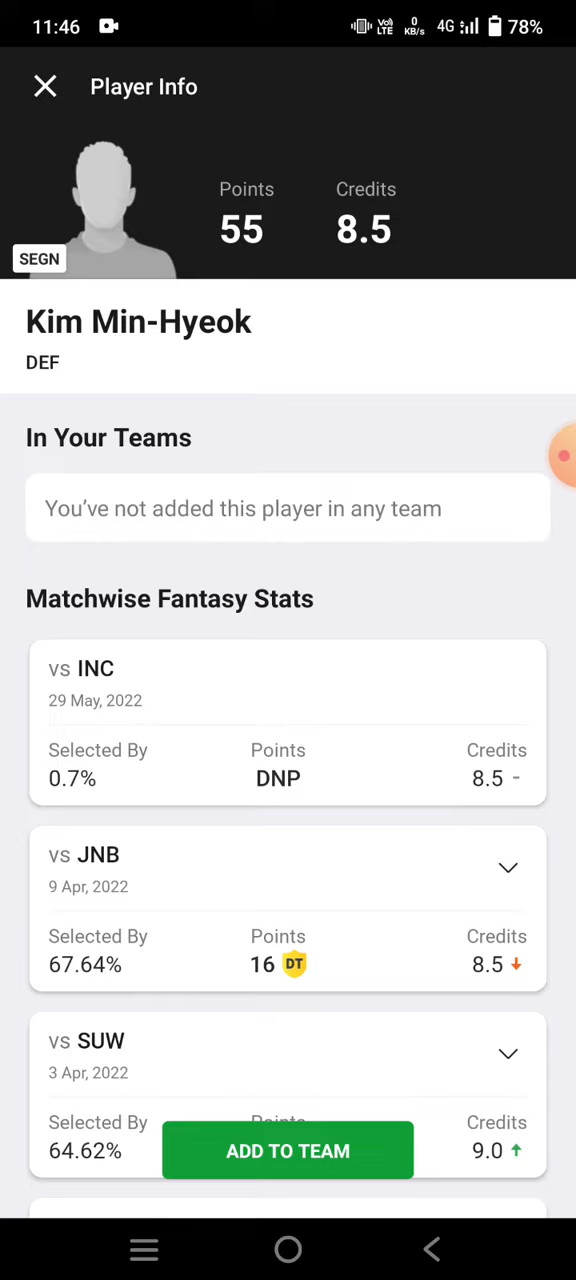 11:46 Vo) LTE 0 KB/s 4G 78%
Player Info
Points Credits
55 8.5
SEGN
Kim Min-Hyeok
DEF
In Your Teams
You’ve not added this player in any team
Matchwise Fantasy Stats
vs INC
29 May, 2022
Selected By Points Credits
0.7% DNP 8.5 -
vs JNB
9 Apr, 2022
Selected By Points Credits
67.64% 16 DT 8.5
vs SUW
3 Apr, 2022
Selected By Points Credits
64.62% 9.0
ADD TO TEAM